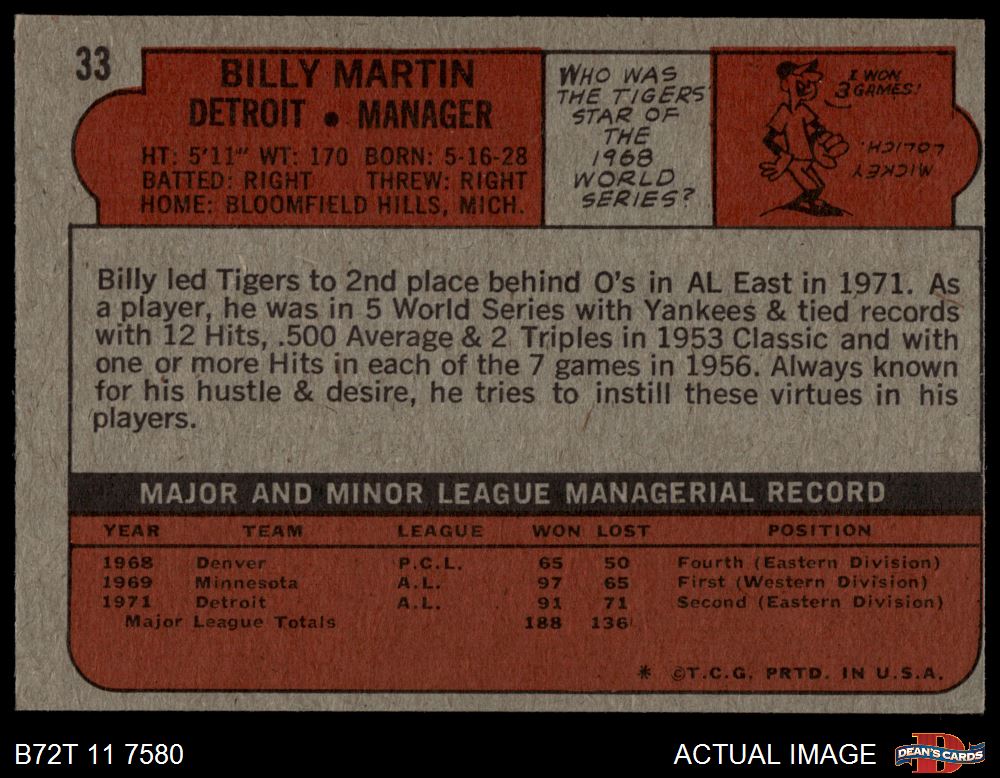 33
BILLY MARTIN
DETROIT • MANAGER
HT: 5'11" WT: 170 BORN: 5-16-28
BATTED: RIGHT THREW: RIGHT
HOME: BLOOMFIELD HILLS, MICH.
WHO WAS
THE TIGERS'
STAR OF
THE
1968
WORLD
SERIES?
I WON
3 GAMES!
MICKEY
LOLICH.
Billy led Tigers to 2nd place behind O's in AL East in 1971. As
a player, he was in 5 World Series with Yankees & tied records
with 12 Hits, .500 Average & 2 Triples in 1953 Classic and with
one or more Hits in each of the 7 games in 1956. Always known
for his hustle & desire, he tries to instill these virtues in his
players.
MAJOR AND MINOR LEAGUE MANAGERIAL RECORD
YEAR TEAM LEAGUE WON LOST POSITION
1968 Denver P.C.L. 65 50 Fourth (Eastern Division)
1969 Minnesota A.L. 97 65 First (Western Division)
1971 Detroit A.L. 91 71 Second (Eastern Division)
Major League Totals 188 136
* ©T.C.G. PRTD. IN U.S.A.
B72T 11 7580
ACTUAL IMAGE
DEAN'S CARDS